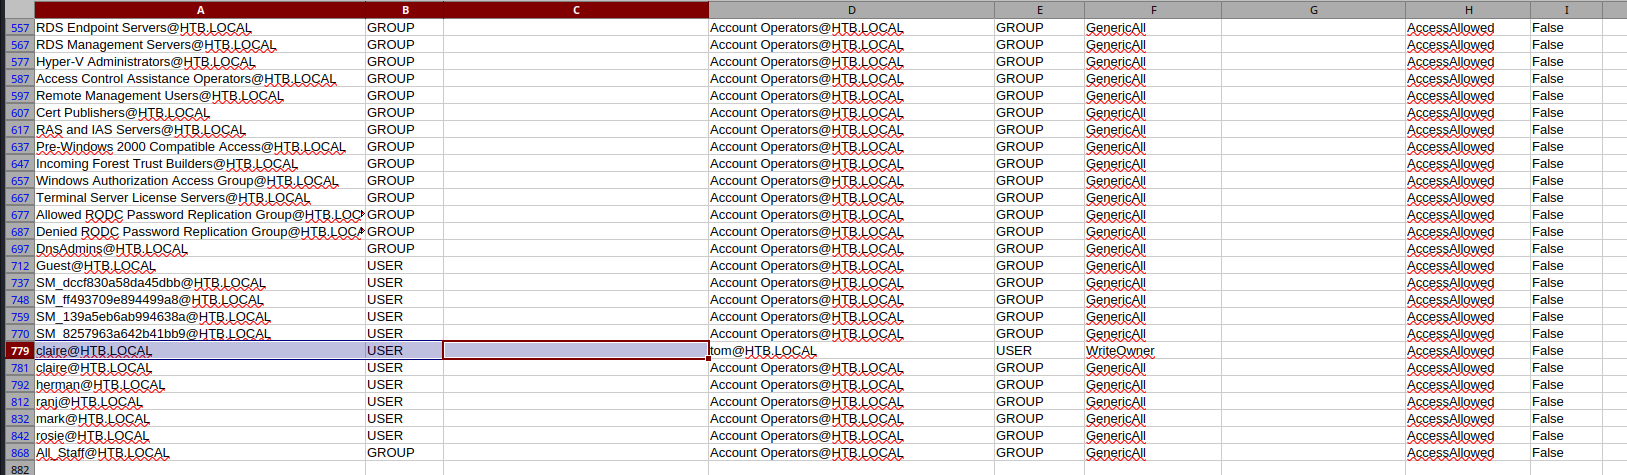 A B C D E F G H I
557 RDS Endpoint Servers@HTB.LOCAL GROUP Account Operators@HTB.LOCAL GROUP GenericAll AccessAllowed False
567 RDS Management Servers@HTB.LOCAL GROUP Account Operators@HTB.LOCAL GROUP GenericAll AccessAllowed False
577 Hyper-V Administrators@HTB.LOCAL GROUP Account Operators@HTB.LOCAL GROUP GenericAll AccessAllowed False
587 Access Control Assistance Operators@HTB.LOCAL GROUP Account Operators@HTB.LOCAL GROUP GenericAll AccessAllowed False
597 Remote Management Users@HTB.LOCAL GROUP Account Operators@HTB.LOCAL GROUP GenericAll AccessAllowed False
607 Cert Publishers@HTB.LOCAL GROUP Account Operators@HTB.LOCAL GROUP GenericAll AccessAllowed False
617 RAS and IAS Servers@HTB.LOCAL GROUP Account Operators@HTB.LOCAL GROUP GenericAll AccessAllowed False
637 Pre-Windows 2000 Compatible Access@HTB.LOCAL GROUP Account Operators@HTB.LOCAL GROUP GenericAll AccessAllowed False
647 Incoming Forest Trust Builders@HTB.LOCAL GROUP Account Operators@HTB.LOCAL GROUP GenericAll AccessAllowed False
657 Windows Authorization Access Group@HTB.LOCAL GROUP Account Operators@HTB.LOCAL GROUP GenericAll AccessAllowed False
667 Terminal Server License Servers@HTB.LOCAL GROUP Account Operators@HTB.LOCAL GROUP GenericAll AccessAllowed False
677 Allowed RODC Password Replication Group@HTB.LOC GROUP Account Operators@HTB.LOCAL GROUP GenericAll AccessAllowed False
687 Denied RODC Password Replication Group@HTB.LOCA GROUP Account Operators@HTB.LOCAL GROUP GenericAll AccessAllowed False
697 DnsAdmins@HTB.LOCAL GROUP Account Operators@HTB.LOCAL GROUP GenericAll AccessAllowed False
712 Guest@HTB.LOCAL USER Account Operators@HTB.LOCAL GROUP GenericAll AccessAllowed False
737 SM_dccf830a58da45dbb@HTB.LOCAL USER Account Operators@HTB.LOCAL GROUP GenericAll AccessAllowed False
748 SM_ff493709e894499a8@HTB.LOCAL USER Account Operators@HTB.LOCAL GROUP GenericAll AccessAllowed False
759 SM_139a5eb6ab994638a@HTB.LOCAL USER Account Operators@HTB.LOCAL GROUP GenericAll AccessAllowed False
770 SM_8257963a642b41bb9@HTB.LOCAL USER Account Operators@HTB.LOCAL GROUP GenericAll AccessAllowed False
779 claire@HTB.LOCAL USER tom@HTB.LOCAL USER WriteOwner AccessAllowed False
781 claire@HTB.LOCAL USER Account Operators@HTB.LOCAL GROUP GenericAll AccessAllowed False
792 herman@HTB.LOCAL USER Account Operators@HTB.LOCAL GROUP GenericAll AccessAllowed False
812 ranj@HTB.LOCAL USER Account Operators@HTB.LOCAL GROUP GenericAll AccessAllowed False
832 mark@HTB.LOCAL USER Account Operators@HTB.LOCAL GROUP GenericAll AccessAllowed False
842 rosie@HTB.LOCAL USER Account Operators@HTB.LOCAL GROUP GenericAll AccessAllowed False
868 All_Staff@HTB.LOCAL GROUP Account Operators@HTB.LOCAL GROUP GenericAll AccessAllowed False
882